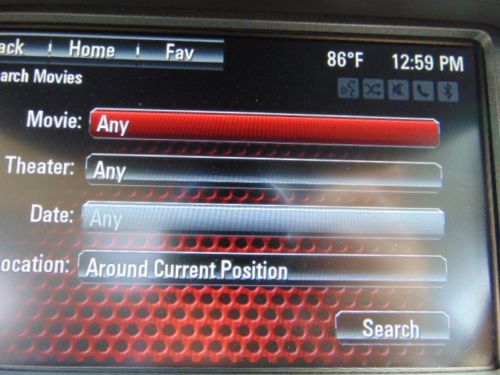 ack Home Fav 86°F 12:59 PM
arch Movies
Movie: Any
Theater: Any
Date: Any
ocation: Around Current Position
Search